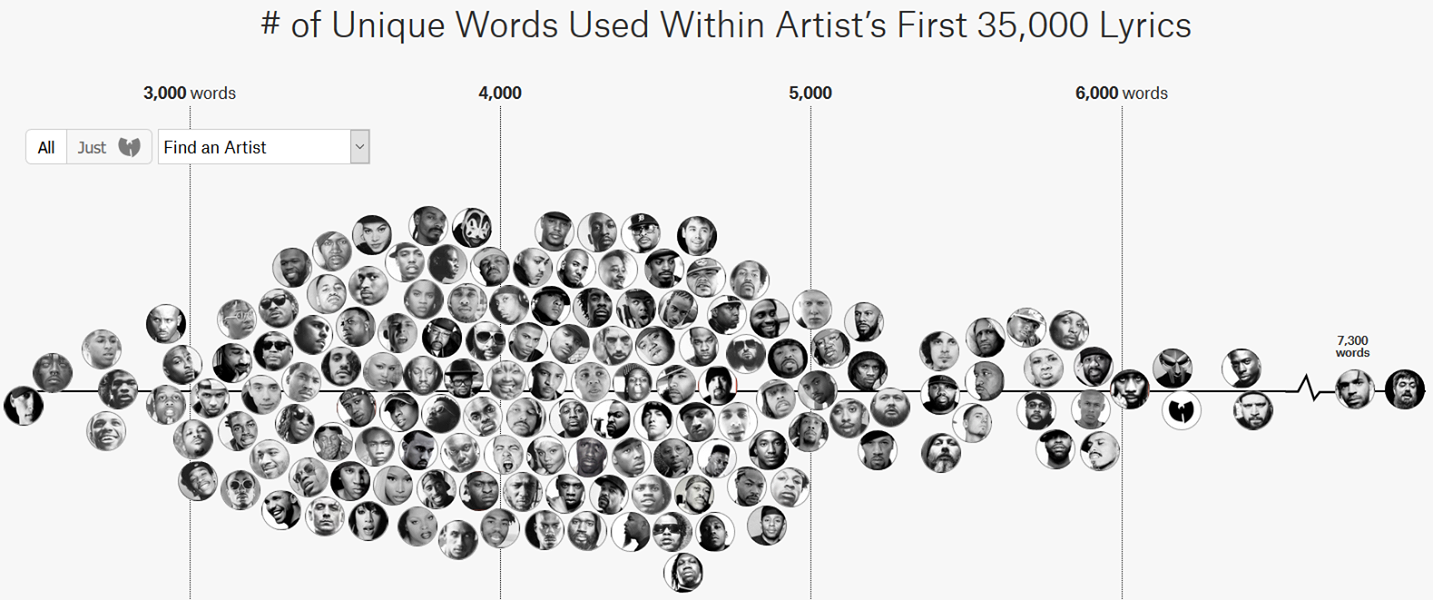 # of Unique Words Used Within Artist's First 35,000 Lyrics
3,000 words
4,000
5,000
6,000 words
All
Just
Find an Artist
7,300
words